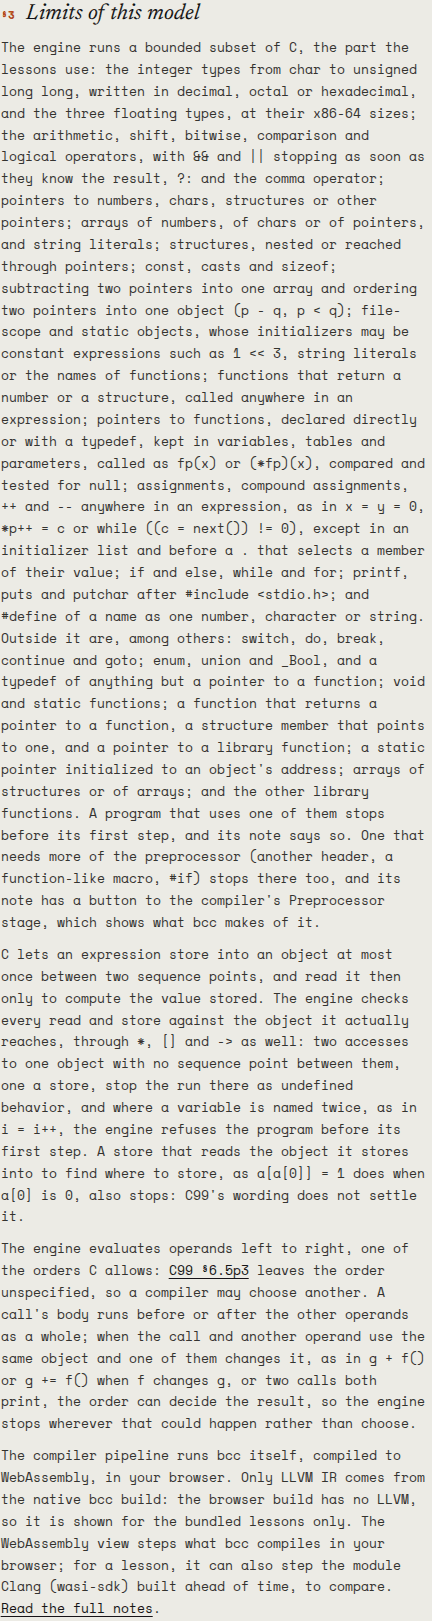 §3 Limits of this model
The engine runs a bounded subset of C, the part the
lessons use: the integer types from char to unsigned
long long, written in decimal, octal or hexadecimal,
and the three floating types, at their x86-64 sizes;
the arithmetic, shift, bitwise, comparison and
logical operators, with && and || stopping as soon as
they know the result, ?: and the comma operator;
pointers to numbers, chars, structures or other
pointers; arrays of numbers, of chars or of pointers,
and string literals; structures, nested or reached
through pointers; const, casts and sizeof;
subtracting two pointers into one array and ordering
two pointers into one object (p - q, p < q); file-
scope and static objects, whose initializers may be
constant expressions such as 1 << 3, string literals
or the names of functions; functions that return a
number or a structure, called anywhere in an
expression; pointers to functions, declared directly
or with a typedef, kept in variables, tables and
parameters, called as fp(x) or (*fp)(x), compared and
tested for null; assignments, compound assignments,
++ and -- anywhere in an expression, as in x = y = 0,
*p++ = c or while ((c = next()) != 0), except in an
initializer list and before a . that selects a member
of their value; if and else, while and for; printf,
puts and putchar after #include <stdio.h>; and
#define of a name as one number, character or string.
Outside it are, among others: switch, do, break,
continue and goto; enum, union and _Bool, and a
typedef of anything but a pointer to a function; void
and static functions; a function that returns a
pointer to a function, a structure member that points
to one, and a pointer to a library function; a static
pointer initialized to an object's address; arrays of
structures or of arrays; and the other library
functions. A program that uses one of them stops
before its first step, and its note says so. One that
needs more of the preprocessor (another header, a
function-like macro, #if) stops there too, and its
note has a button to the compiler's Preprocessor
stage, which shows what bcc makes of it.
C lets an expression store into an object at most
once between two sequence points, and read it then
only to compute the value stored. The engine checks
every read and store against the object it actually
reaches, through *, [] and -> as well: two accesses
to one object with no sequence point between them,
one a store, stop the run there as undefined
behavior, and where a variable is named twice, as in
i = i++, the engine refuses the program before its
first step. A store that reads the object it stores
into to find where to store, as a[a[0]] = 1 does when
a[0] is 0, also stops: C99's wording does not settle
it.
The engine evaluates operands left to right, one of
the orders C allows: C99 §6.5p3 leaves the order
unspecified, so a compiler may choose another. A
call's body runs before or after the other operands
as a whole; when the call and another operand use the
same object and one of them changes it, as in g + f()
or g += f() when f changes g, or two calls both
print, the order can decide the result, so the engine
stops wherever that could happen rather than choose.
The compiler pipeline runs bcc itself, compiled to
WebAssembly, in your browser. Only LLVM IR comes from
the native bcc build: the browser build has no LLVM,
so it is shown for the bundled lessons only. The
WebAssembly view steps what bcc compiles in your
browser; for a lesson, it can also step the module
Clang (wasi-sdk) built ahead of time, to compare.
Read the full notes.